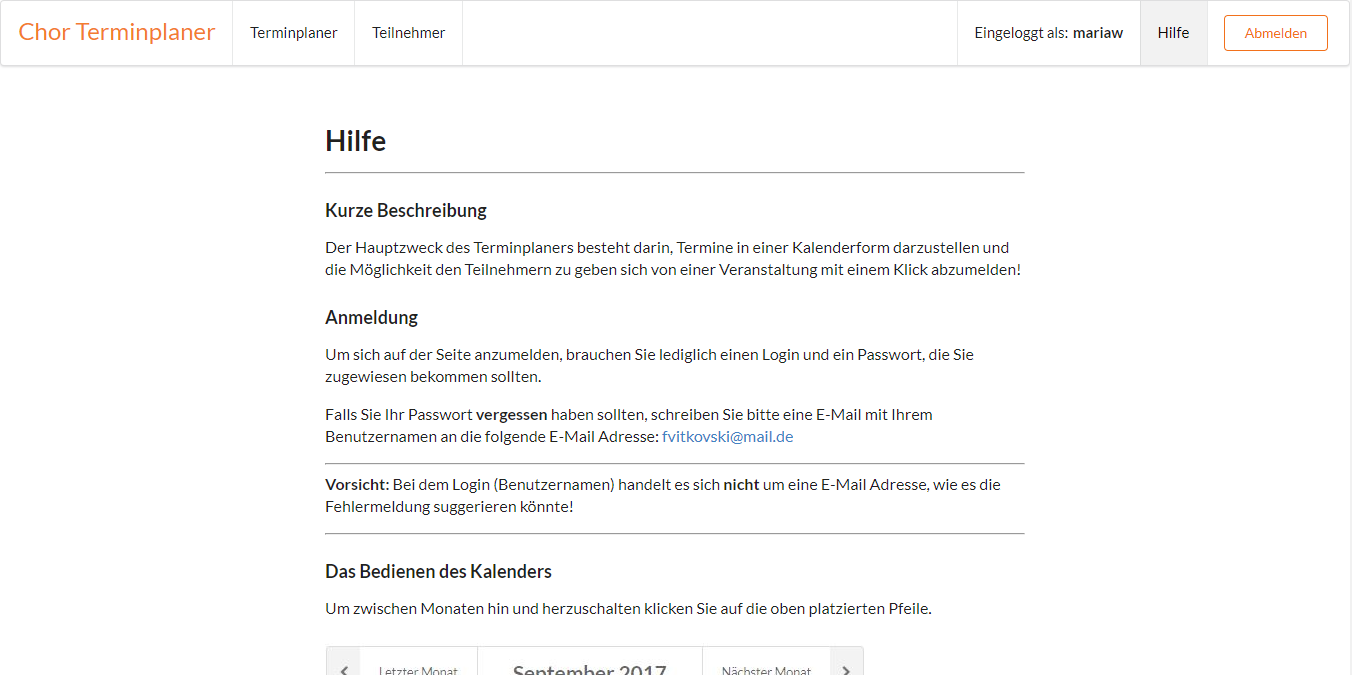 Chor Terminplaner
Terminplaner
Teilnehmer
Eingeloggt als: mariaw
Hilfe
Abmelden
Hilfe
Kurze Beschreibung
Der Hauptzweck des Terminplaners besteht darin, Termine in einer Kalenderform darzustellen und
die Möglichkeit den Teilnehmern zu geben sich von einer Veranstaltung mit einem Klick abzumelden!
Anmeldung
Um sich auf der Seite anzumelden, brauchen Sie lediglich einen Login und ein Passwort, die Sie
zugewiesen bekommen sollten.
Falls Sie Ihr Passwort vergessen haben sollten, schreiben Sie bitte eine E-Mail mit Ihrem
Benutzernamen an die folgende E-Mail Adresse: fvitkovski@mail.de
Vorsicht: Bei dem Login (Benutzernamen) handelt es sich nicht um eine E-Mail Adresse, wie es die
Fehlermeldung suggerieren könnte!
Das Bedienen des Kalenders
Um zwischen Monaten hin und herzuschalten klicken Sie auf die oben platzierten Pfeile.
Letzter Monat
September 2017
Nächster Monat